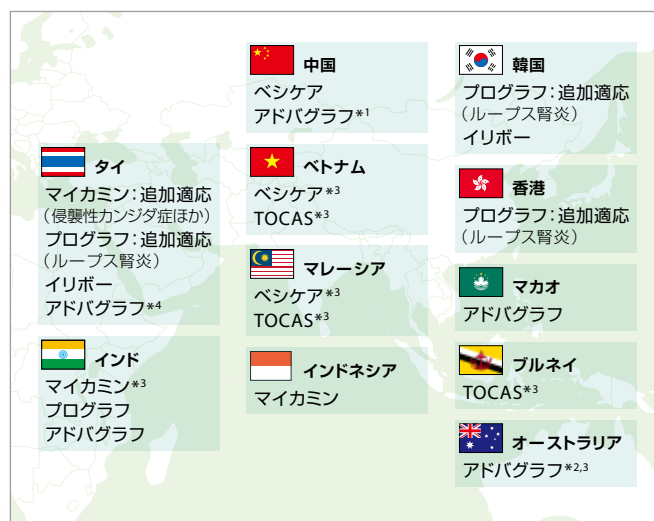 タイ
マイカミン：追加適応
（侵襲性カンジダ症ほか）
プログラフ：追加適応
（ループス腎炎）
イリボー
アドバグラフ*4
インド
マイカミン*3
プログラフ
アドバグラフ
中国
ベシケア
アドバグラフ*1
ベトナム
ベシケア*3
TOCAS*3
マレーシア
ベシケア*3
TOCAS*3
インドネシア
マイカミン
韓国
プログラフ：追加適応
（ループス腎炎）
イリボー
香港
プログラフ：追加適応
（ループス腎炎）
マカオ
アドバグラフ
ブルネイ
TOCAS*3
オーストラリア
アドバグラフ*2,3